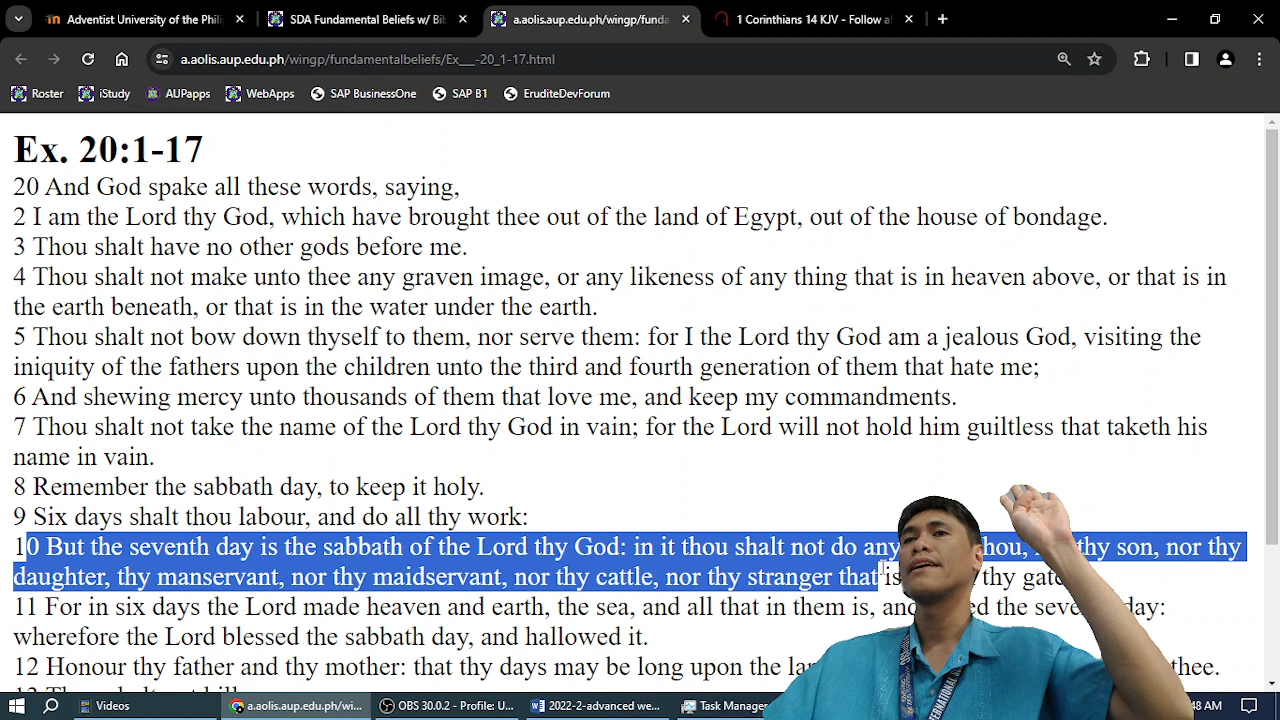 Adventist University of the Phili
SDA Fundamental Beliefs w/ Bib
a.aolis.aup.edu.ph/wingp/funda
1 Corinthians 14 KJV - Follow a
a.aolis.aup.edu.ph/wingp/fundamentalbeliefs/Ex___-20_1-17.html
Roster
iStudy
AUPapps
WebApps
SAP BusinessOne
SAP B1
EruditeDevForum
Ex. 20:1-17
20 And God spake all these words, saying,
2 I am the Lord thy God, which have brought thee out of the land of Egypt, out of the house of bondage.
3 Thou shalt have no other gods before me.
4 Thou shalt not make unto thee any graven image, or any likeness of any thing that is in heaven above, or that is in
the earth beneath, or that is in the water under the earth.
5 Thou shalt not bow down thyself to them, nor serve them: for I the Lord thy God am a jealous God, visiting the
iniquity of the fathers upon the children unto the third and fourth generation of them that hate me;
6 And shewing mercy unto thousands of them that love me, and keep my commandments.
7 Thou shalt not take the name of the Lord thy God in vain; for the Lord will not hold him guiltless that taketh his
name in vain.
8 Remember the sabbath day, to keep it holy.
9 Six days shalt thou labour, and do all thy work:
10 But the seventh day is the sabbath of the Lord thy God: in it thou shalt not do any thou, thy son, nor thy
daughter, thy manservant, nor thy maidservant, nor thy cattle, nor thy stranger that is thy gate
11 For in six days the Lord made heaven and earth, the sea, and all that in them is, and the seventh day:
wherefore the Lord blessed the sabbath day, and hallowed it.
12 Honour thy father and thy mother: that thy days may be long upon the thee.
Videos
a.aolis.aup.edu.ph/wi...
OBS 30.0.2 - Profile: U...
2022-2-advanced we...
Task Manager
48 AM